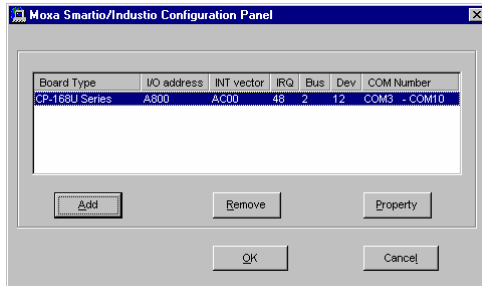 Moxa Smartio/Industio Configuration Panel
Board Type I/O address INT vector IRQ Bus Dev COM Number
CP-168U Series A800 AC00 48 2 12 COM3 - COM10
Add Remove Property
OK Cancel